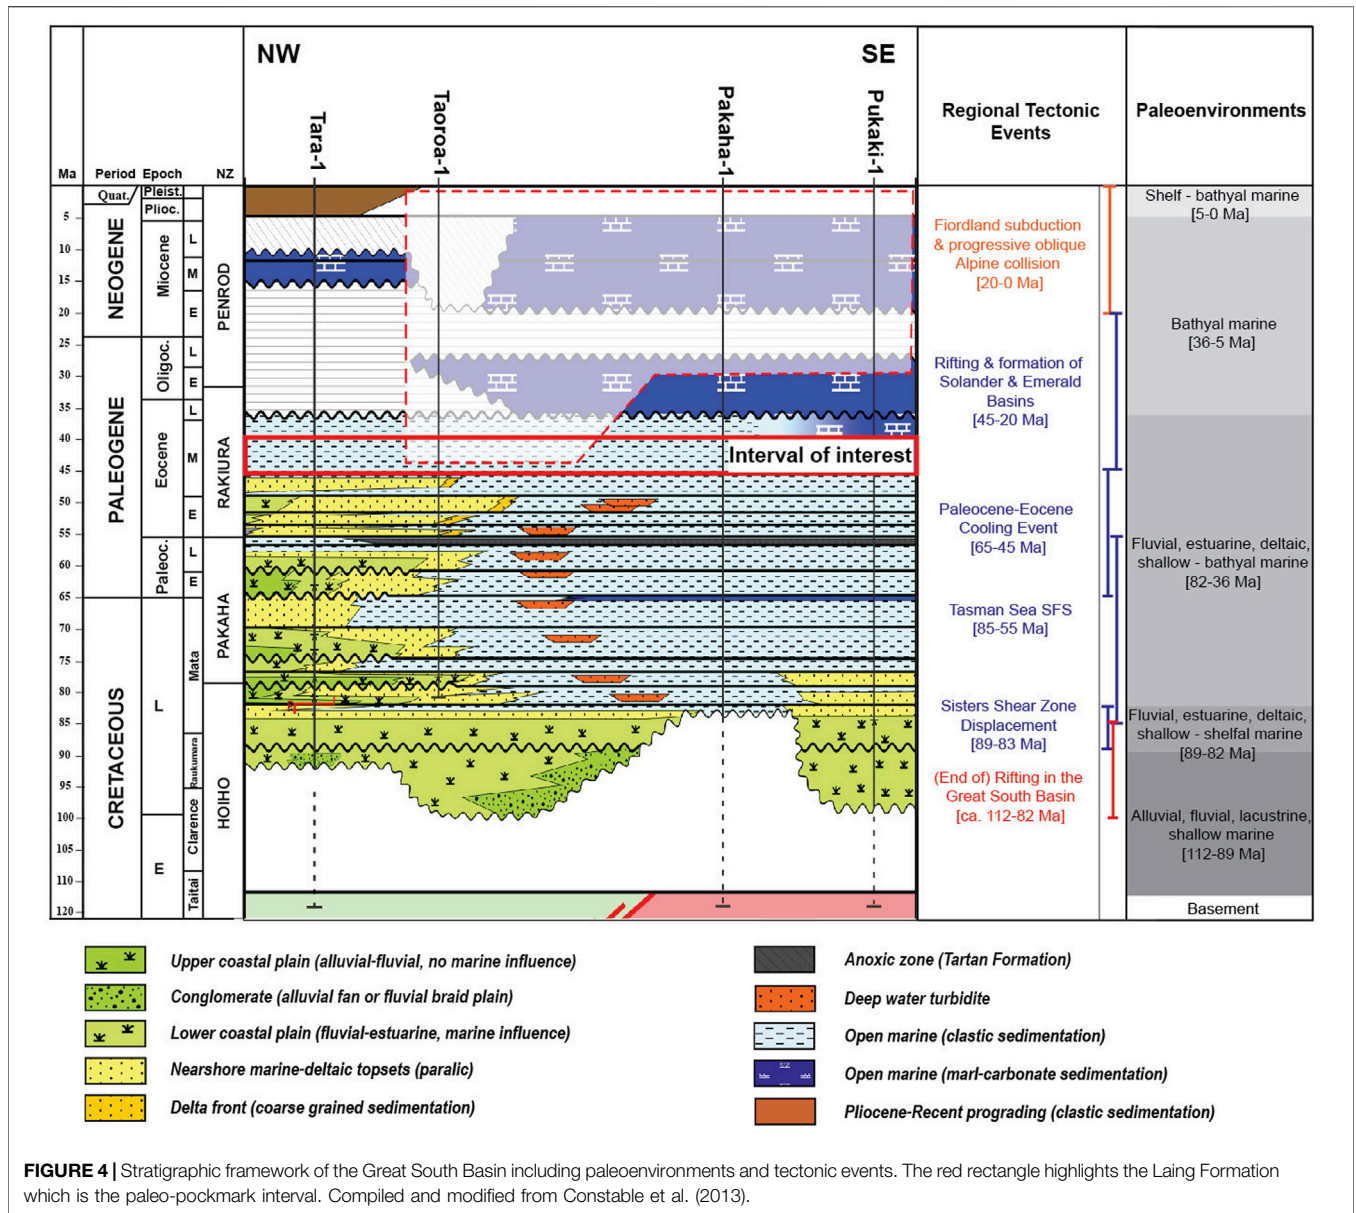 NW
SE
Tara-1
Taoroa-1
Pakaha-1
Pukaki-1
Regional Tectonic
Events
Paleoenvironments
Ma
Period
Epoch
NZ
5
10
15
20
25
30
35
40
45
50
55
60
65
70
75
80
85
90
95
100
105
110
120
Quat.
NEOGENE
PALEOGENE
CRETACEOUS
Pleist.
Plioc.
Miocene
Oligoc.
Eocene
Paleoc.
L
E
L
M
E
L
E
L
M
E
L
E
Mata
Raukumara
Clarence
Taitai
PENROD
RAKIURA
PAKAHA
HOIHO
Interval of interest
Fiordland subduction
& progressive oblique
Alpine collision
[20-0 Ma]
Rifting & formation of
Solander & Emerald
Basins
[45-20 Ma]
Paleocene-Eocene
Cooling Event
[65-45 Ma]
Tasman Sea SFS
[85-55 Ma]
Sisters Shear Zone
Displacement
[89-83 Ma]
(End of) Rifting in the
Great South Basin
[ca. 112-82 Ma]
Shelf - bathyal marine
[5-0 Ma]
Bathyal marine
[36-5 Ma]
Fluvial, estuarine, deltaic,
shallow - bathyal marine
[82-36 Ma]
Fluvial, estuarine, deltaic,
shallow - shelfal marine
[89-82 Ma]
Alluvial, fluvial, lacustrine,
shallow marine
[112-89 Ma]
Basement
Upper coastal plain (alluvial-fluvial, no marine influence)
Conglomerate (alluvial fan or fluvial braid plain)
Lower coastal plain (fluvial-estuarine, marine influence)
Nearshore marine-deltaic topsets (paralic)
Delta front (coarse grained sedimentation)
Anoxic zone (Tartan Formation)
Deep water turbidite
Open marine (clastic sedimentation)
Open marine (marl-carbonate sedimentation)
Pliocene-Recent prograding (clastic sedimentation)
FIGURE 4 | Stratigraphic framework of the Great South Basin including paleoenvironments and tectonic events. The red rectangle highlights the Laing Formation
which is the paleo-pockmark interval. Compiled and modified from Constable et al. (2013).